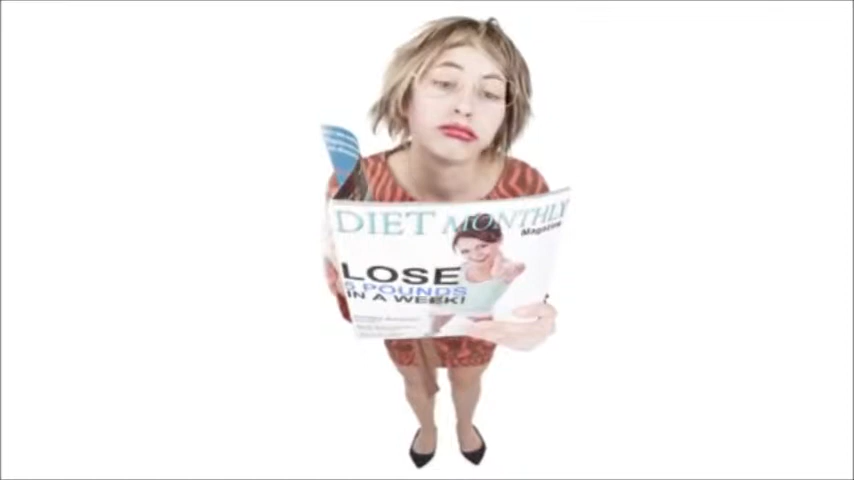 DIET MONTHLY
Magazine
LOSE
5 POUNDS
IN A WEEK!